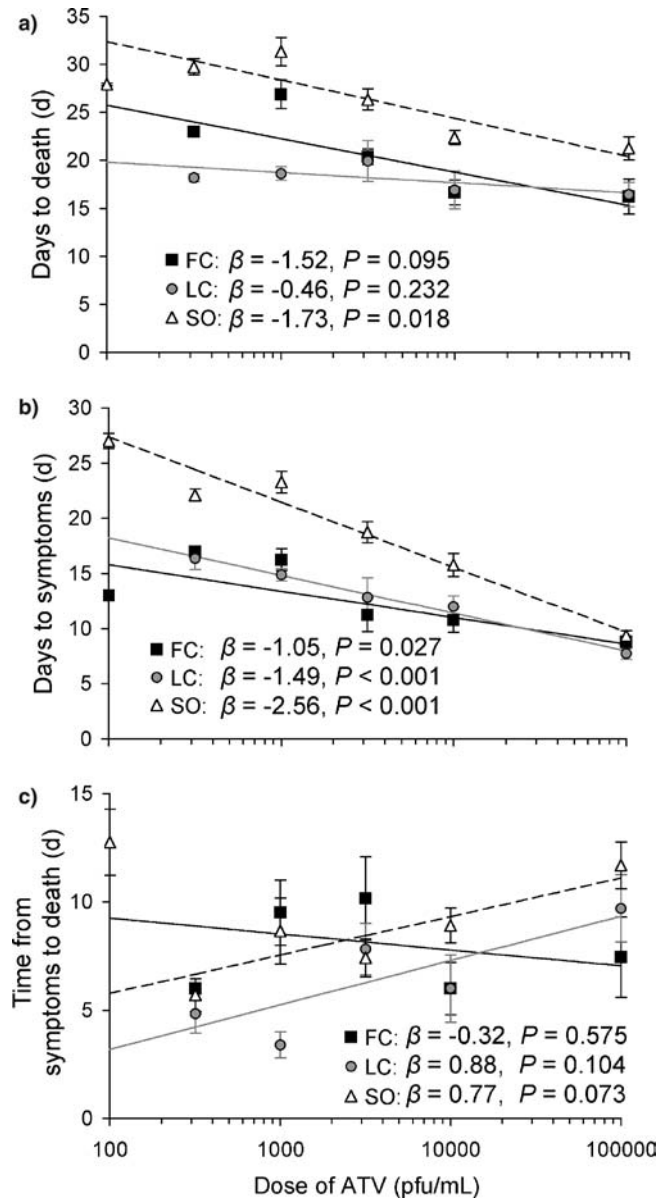 a)
35
30
25
20
15
10
5
0
Days to death (d)
■ FC: β = -1.52, P = 0.095
● LC: β = -0.46, P = 0.232
△ SO: β = -1.73, P = 0.018
b)
30
25
20
15
10
5
0
Days to symptoms (d)
■ FC: β = -1.05, P = 0.027
● LC: β = -1.49, P < 0.001
△ SO: β = -2.56, P < 0.001
c)
15
10
5
0
Time from
symptoms to death (d)
■ FC: β = -0.32, P = 0.575
● LC: β = 0.88, P = 0.104
△ SO: β = 0.77, P = 0.073
100 1000 10000 100000
Dose of ATV (pfu/mL)